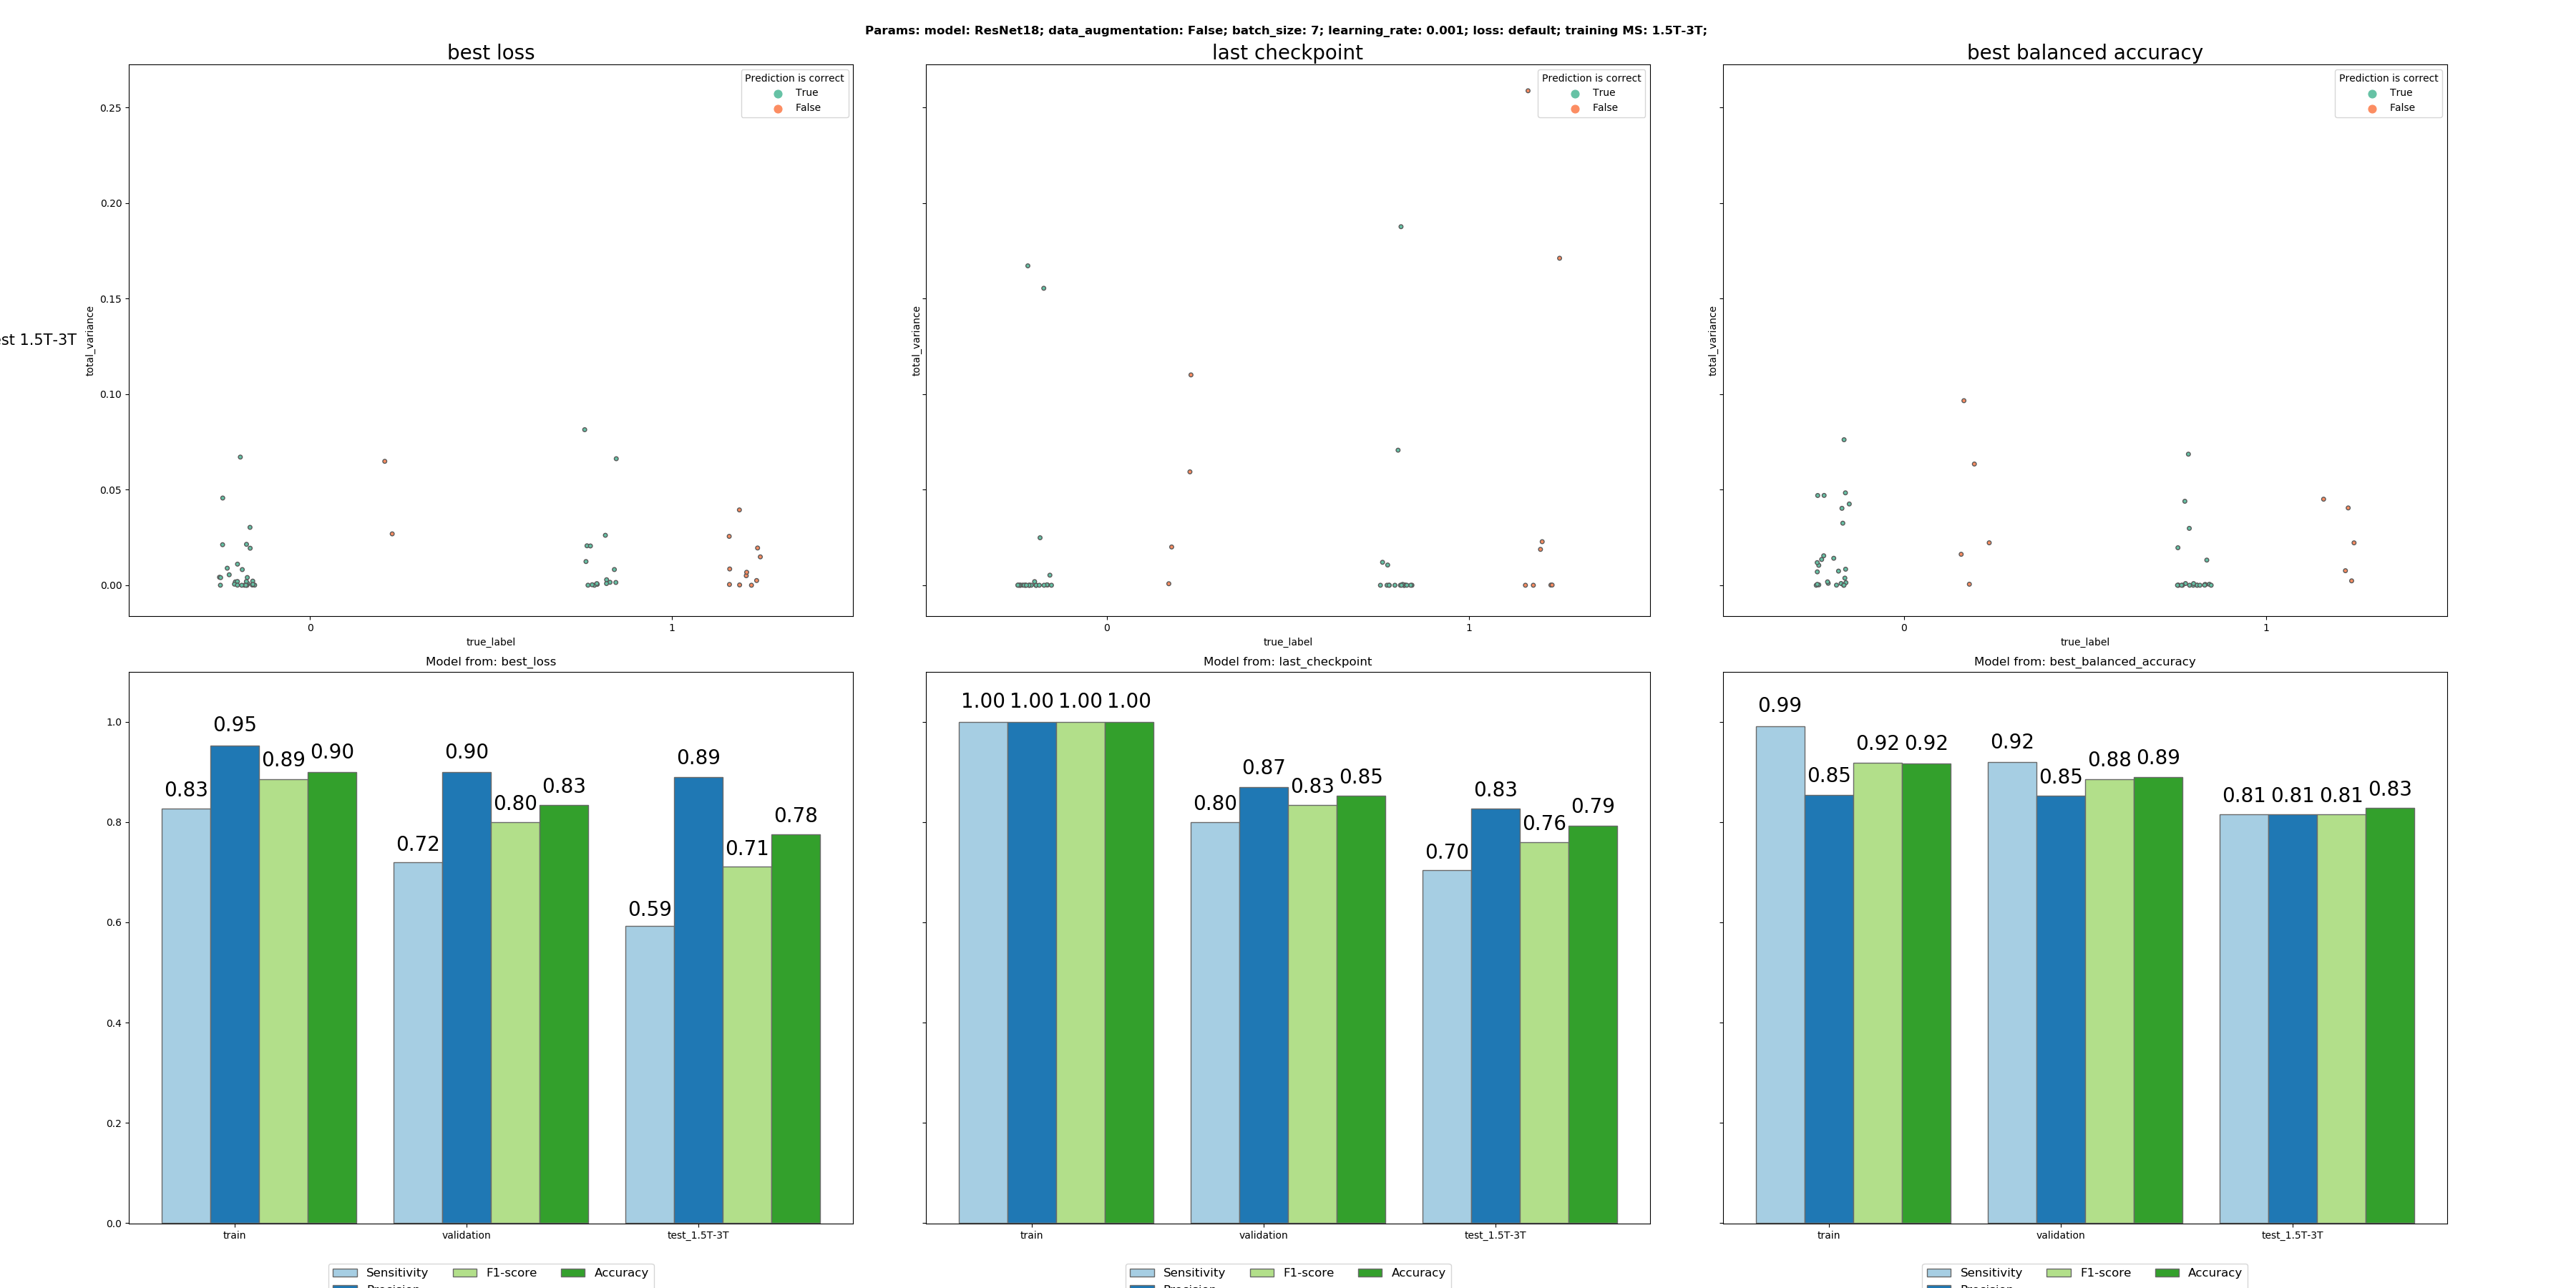 Params: model: ResNet18; data_augmentation: False; batch_size: 7; learning_rate: 0.001; loss: default; training MS: 1.5T-3T;
best loss
last checkpoint
best balanced accuracy
Prediction is correct
True
False
Prediction is correct
True
False
Prediction is correct
True
False
0.25
0.20
0.15
0.10
0.05
0.00
1.5T-3T
total_variance
total_variance
total_variance
0 1
0 1
0 1
true_label
true_label
true_label
Model from: best_loss
Model from: last_checkpoint
Model from: best_balanced_accuracy
1.0
0.8
0.6
0.4
0.2
0.0
0.83 0.95 0.89 0.90
0.72 0.90 0.80 0.83
0.59 0.89 0.71 0.78
1.00 1.00 1.00 1.00
0.80 0.87 0.83 0.85
0.70 0.83 0.76 0.79
0.99 0.85 0.92 0.92
0.92 0.85 0.88 0.89
0.81 0.81 0.81 0.83
train validation test_1.5T-3T
train validation test_1.5T-3T
train validation test_1.5T-3T
Sensitivity F1-score Accuracy
Sensitivity F1-score Accuracy
Sensitivity F1-score Accuracy